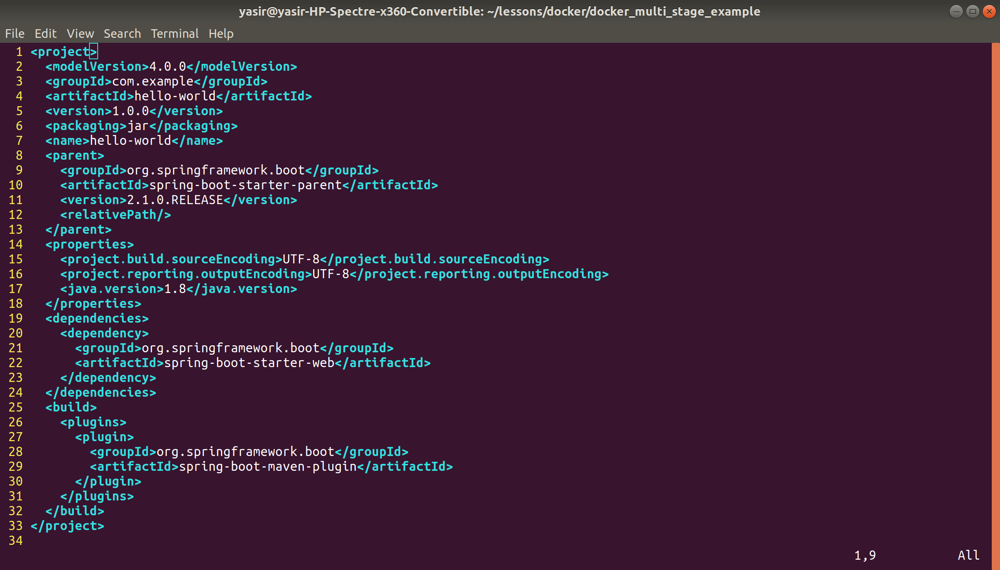 yasir@yasir-HP-Spectre-x360-Convertible: ~/lessons/docker/docker_multi_stage_example
File Edit View Search Terminal Help
1 <project>
2   <modelVersion>4.0.0</modelVersion>
3   <groupId>com.example</groupId>
4   <artifactId>hello-world</artifactId>
5   <version>1.0.0</version>
6   <packaging>jar</packaging>
7   <name>hello-world</name>
8   <parent>
9     <groupId>org.springframework.boot</groupId>
10     <artifactId>spring-boot-starter-parent</artifactId>
11     <version>2.1.0.RELEASE</version>
12     <relativePath/>
13   </parent>
14   <properties>
15     <project.build.sourceEncoding>UTF-8</project.build.sourceEncoding>
16     <project.reporting.outputEncoding>UTF-8</project.reporting.outputEncoding>
17     <java.version>1.8</java.version>
18   </properties>
19   <dependencies>
20     <dependency>
21       <groupId>org.springframework.boot</groupId>
22       <artifactId>spring-boot-starter-web</artifactId>
23     </dependency>
24   </dependencies>
25   <build>
26     <plugins>
27       <plugin>
28         <groupId>org.springframework.boot</groupId>
29         <artifactId>spring-boot-maven-plugin</artifactId>
30       </plugin>
31     </plugins>
32   </build>
33 </project>
34
1,9 All